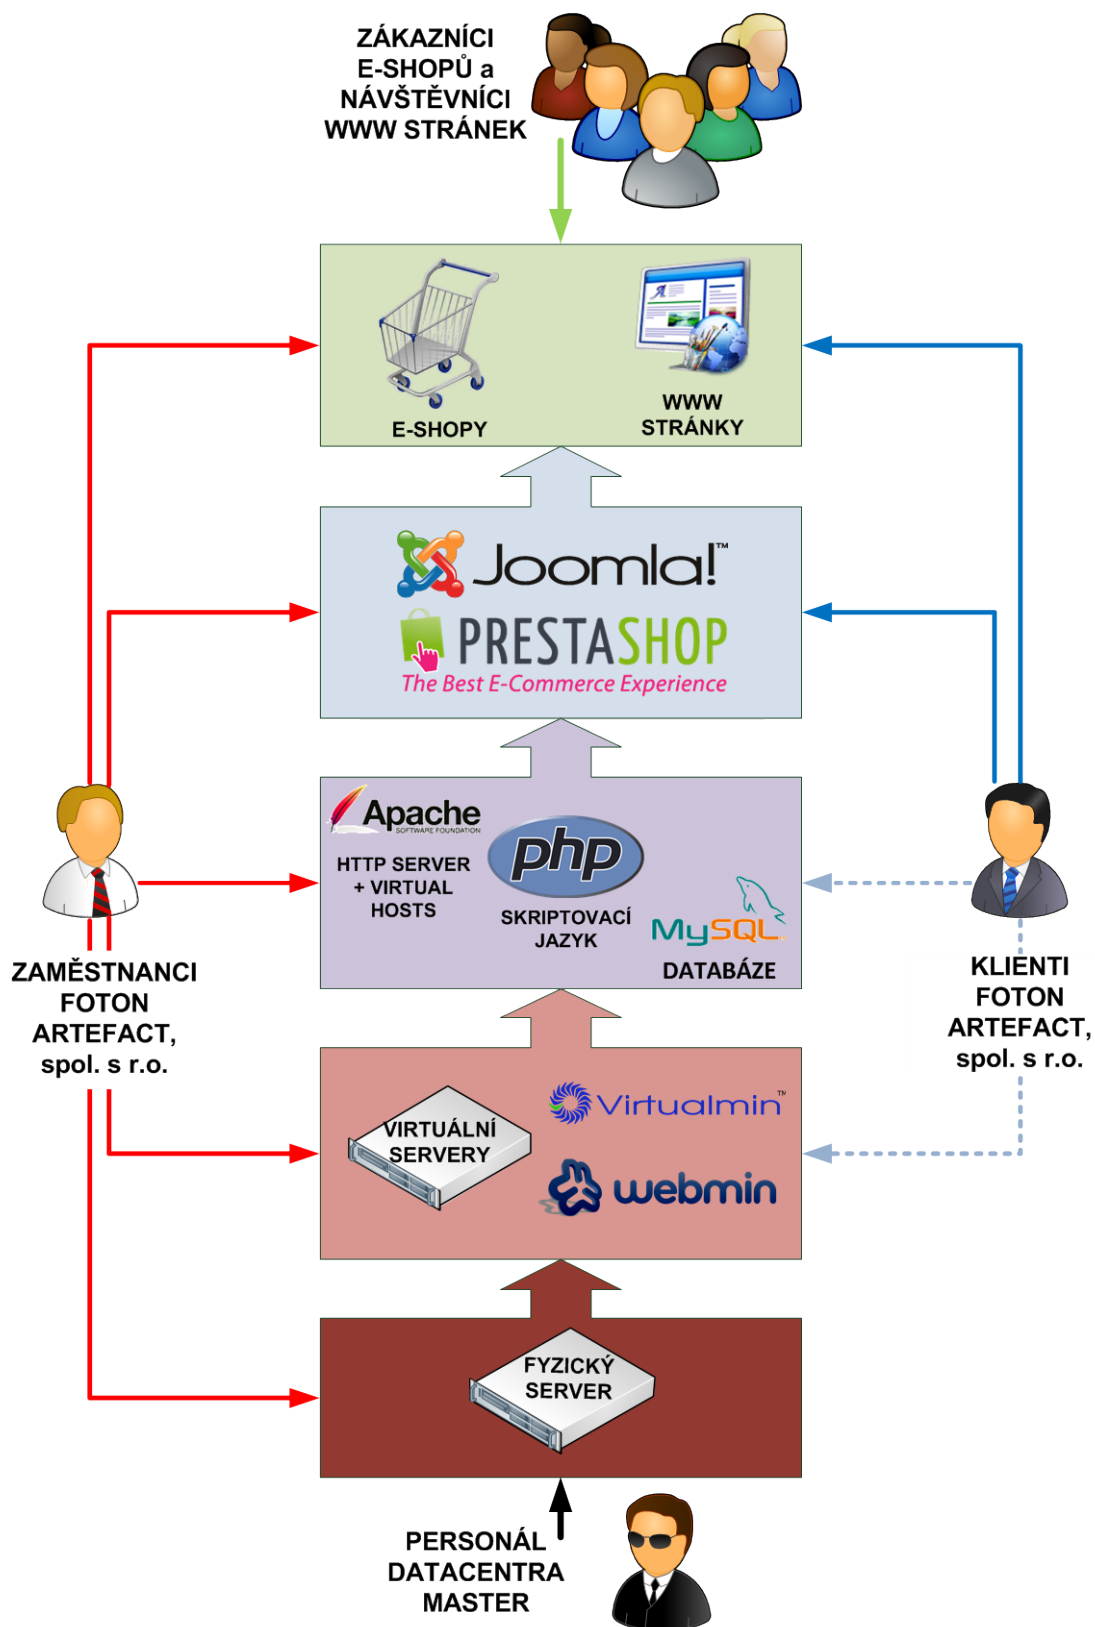 ZÁKAZNÍCI
E-SHOPŮ a
NÁVŠTĚVNÍCI
WWW STRÁNEK
E-SHOPY
WWW
STRÁNKY
Joomla!™
PRESTASHOP
The Best E-Commerce Experience
Apache
SOFTWARE FOUNDATION
HTTP SERVER
+ VIRTUAL
HOSTS
php
SKRIPTOVACÍ
JAZYK
MySQL
DATABÁZE
ZAMĚSTNANCI
FOTON
ARTEFACT,
spol. s r.o.
KLIENTI
FOTON
ARTEFACT,
spol. s r.o.
VIRTUÁLNÍ
SERVERY
Virtualmin™
webmin
FYZICKÝ
SERVER
PERSONÁL
DATACENTRA
MASTER